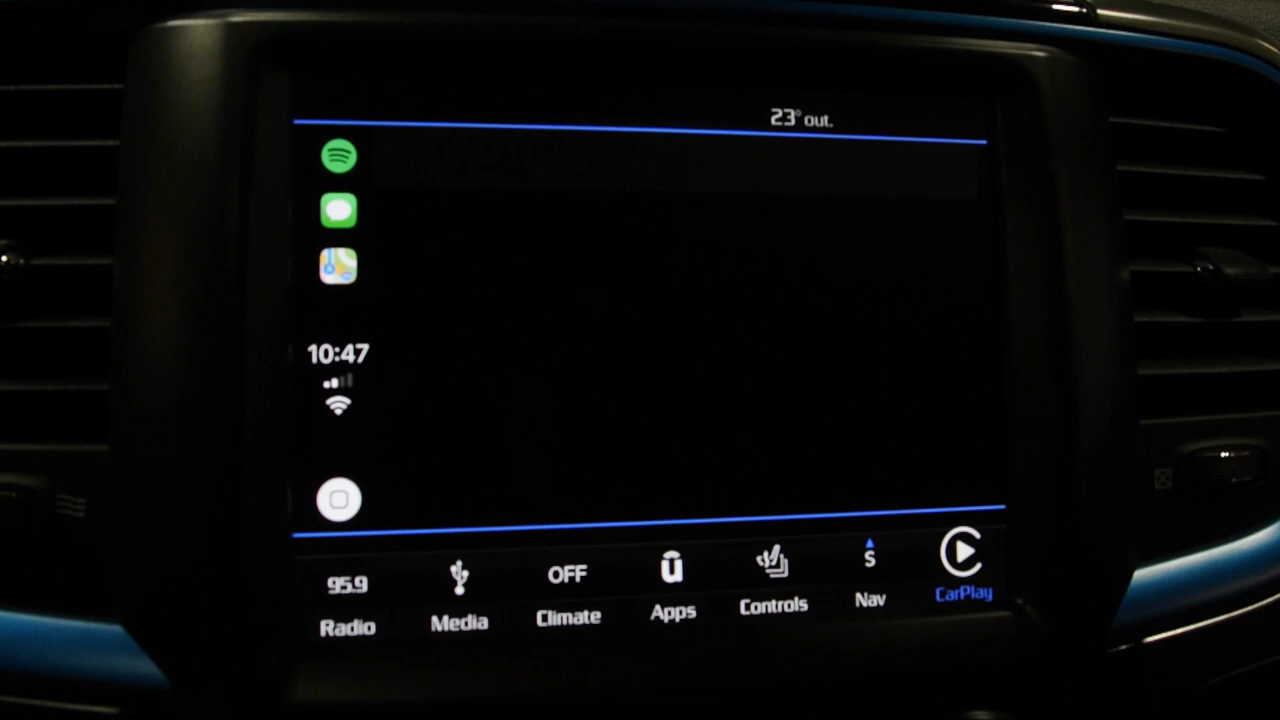 23° out.
10:47
95.9
OFF
S
Radio
Media
Climate
Apps
Controls
Nav
CarPlay